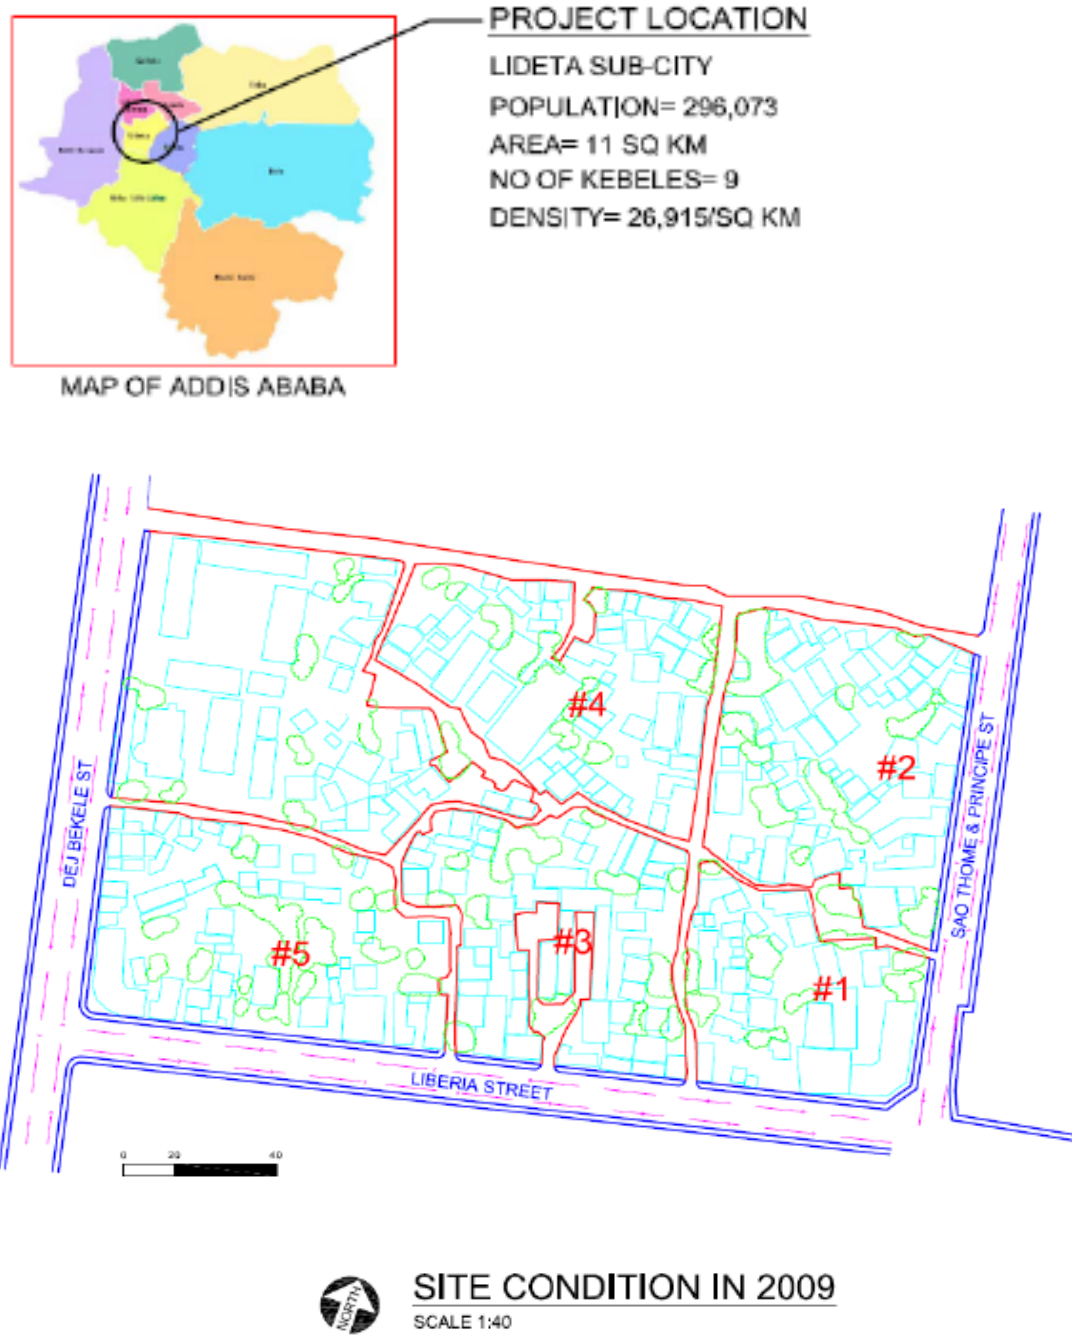 PROJECT LOCATION
LIDETA SUB-CITY
POPULATION= 296,073
AREA= 11 SQ KM
NO OF KEBELES= 9
DENSITY= 26,915/SQ KM
MAP OF ADDIS ABABA
#4
#2
DEJ BEKELE ST
SAO THOME & PRINCIPE ST
#5
#3
#1
LIBERIA STREET
0 20 40
NORTH
SITE CONDITION IN 2009
SCALE 1:40